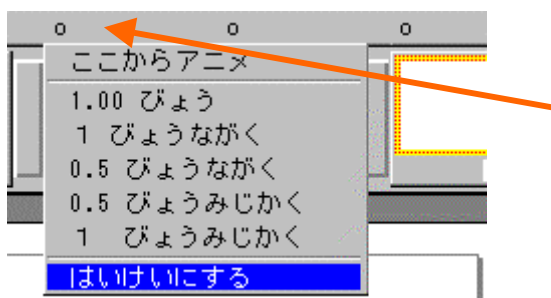 o o o
ここからアニメ
1.00 びょう
1 びょうながく
0.5 びょうながく
0.5 びょうみじかく
1 びょうみじかく
はいけいにする